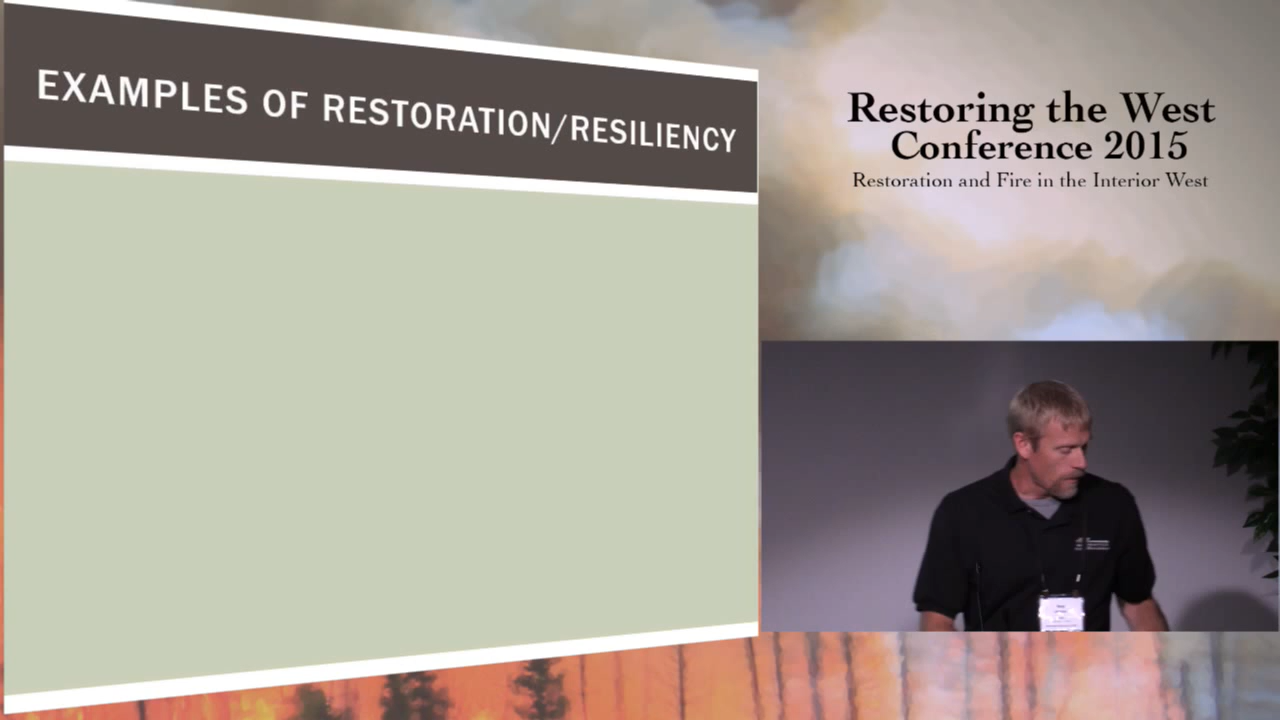 EXAMPLES OF RESTORATION/RESILIENCY
Restoring the West
Conference 2015
Restoration and Fire in the Interior West